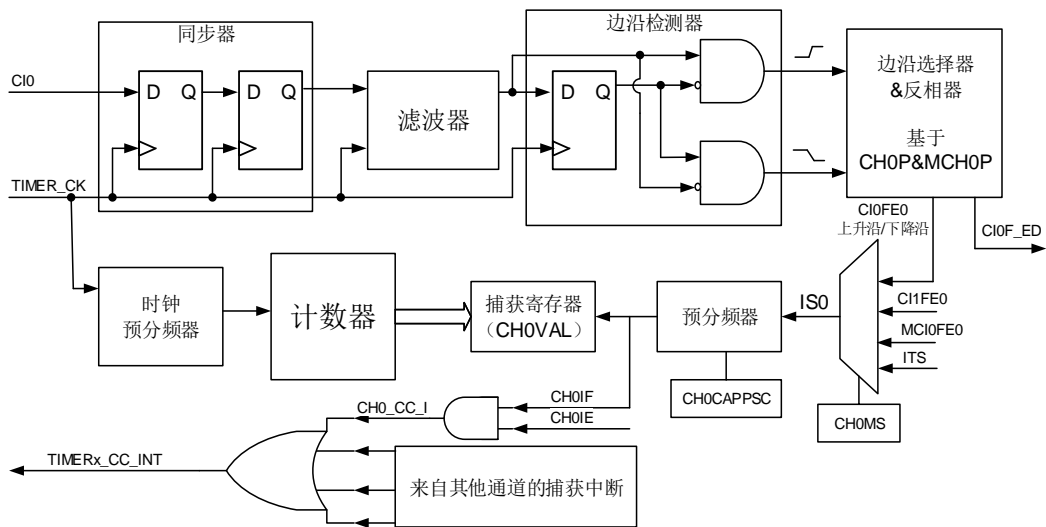 同步器
边沿检测器
CI0
D Q
D Q
滤波器
D Q
边沿选择器
&反相器
基于
CH0P&MCH0P
TIMER_CK
CI0FE0
上升沿/下降沿
CI0F_ED
时钟
预分频器
计数器
捕获寄存器
（CH0VAL）
预分频器
IS0
CI1FE0
MCI0FE0
ITS
CH0CAPPSC
CH0MS
CH0_CC_I
CH0IF
CH0IE
TIMERx_CC_INT
来自其他通道的捕获中断